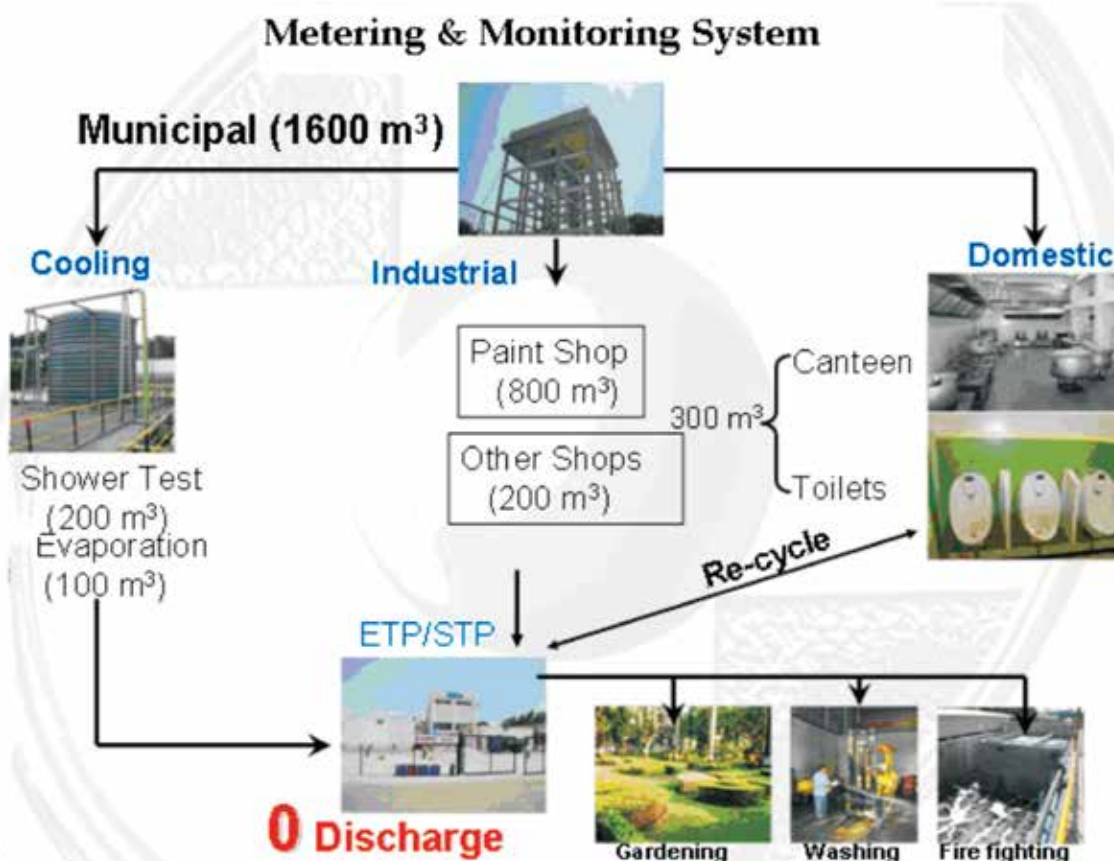 Metering & Monitoring System
Municipal (1600 m³)
Cooling
Industrial
Domestic
Paint Shop
(800 m³)
Canteen
300 m³
Other Shops
(200 m³)
Toilets
Shower Test
(200 m³)
Evaporation
(100 m³)
Re-cycle
ETP/STP
0 Discharge
Gardening
Washing
Fire fighting